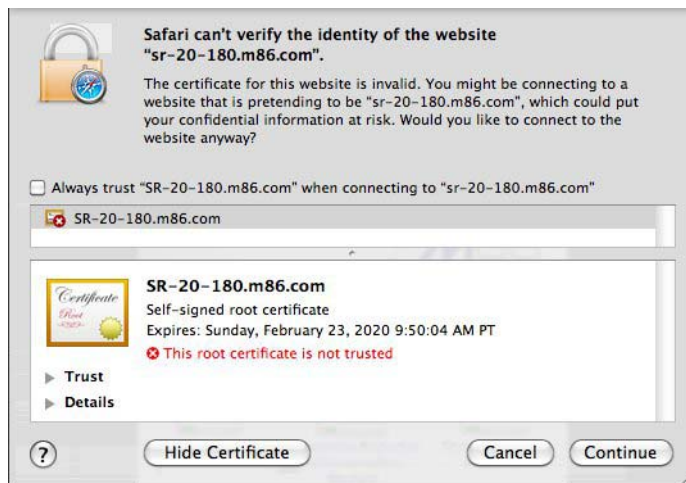 Safari can't verify the identity of the website
"sr-20-180.m86.com".
The certificate for this website is invalid. You might be connecting to a
website that is pretending to be "sr-20-180.m86.com", which could put
your confidential information at risk. Would you like to connect to the
website anyway?
Always trust "SR-20-180.m86.com" when connecting to "sr-20-180.m86.com"
SR-20-180.m86.com
Certificate
Root
SR-20-180.m86.com
Self-signed root certificate
Expires: Sunday, February 23, 2020 9:50:04 AM PT
This root certificate is not trusted
Trust
Details
? Hide Certificate Cancel Continue